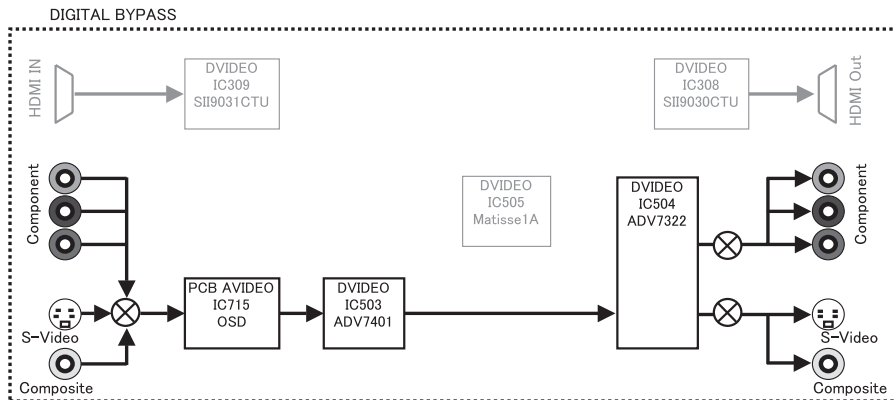 DIGITAL BYPASS
HDMI IN
DVIDEO
IC309
SII9031CTU
DVIDEO
IC308
SII9030CTU
HDMI Out
Component
DVIDEO
IC505
Matisse1A
DVIDEO
IC504
ADV7322
Component
PCB AVIDEO
IC715
OSD
DVIDEO
IC503
ADV7401
S-Video
S-Video
Composite
Composite